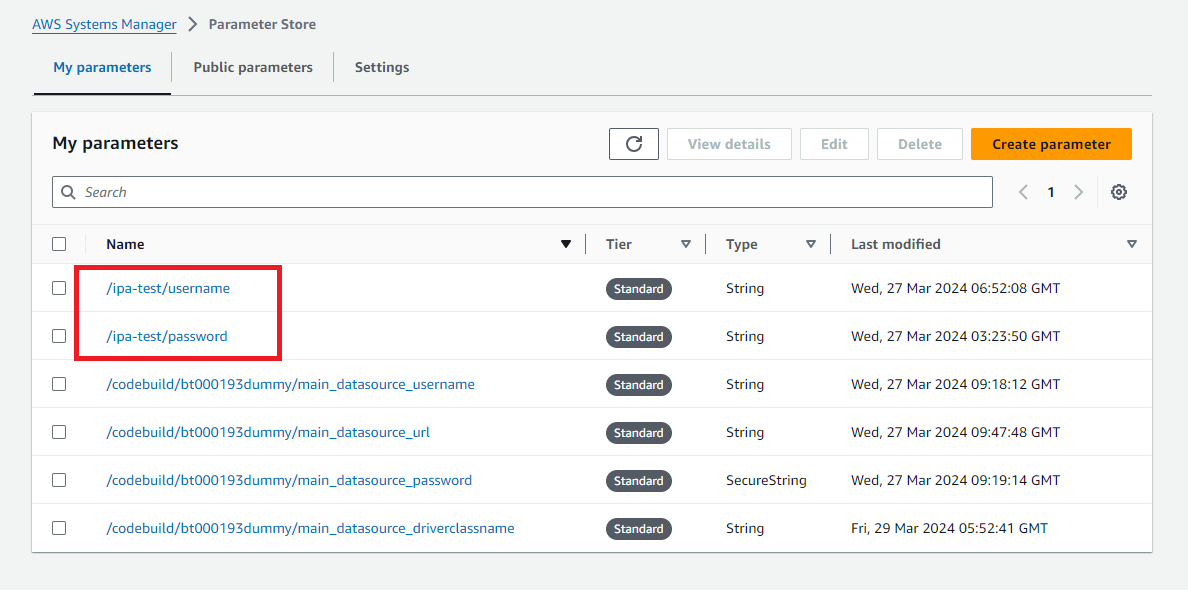 AWS Systems Manager > Parameter Store
My parameters Public parameters Settings
My parameters View details Edit Delete Create parameter
Search 1
Name Tier Type Last modified
/ipa-test/username Standard String Wed, 27 Mar 2024 06:52:08 GMT
/ipa-test/password Standard String Wed, 27 Mar 2024 03:23:50 GMT
/codebuild/bt000193dummy/main_datasource_username Standard String Wed, 27 Mar 2024 09:18:12 GMT
/codebuild/bt000193dummy/main_datasource_url Standard String Wed, 27 Mar 2024 09:47:48 GMT
/codebuild/bt000193dummy/main_datasource_password Standard SecureString Wed, 27 Mar 2024 09:19:14 GMT
/codebuild/bt000193dummy/main_datasource_driverclassname Standard String Fri, 29 Mar 2024 05:52:41 GMT